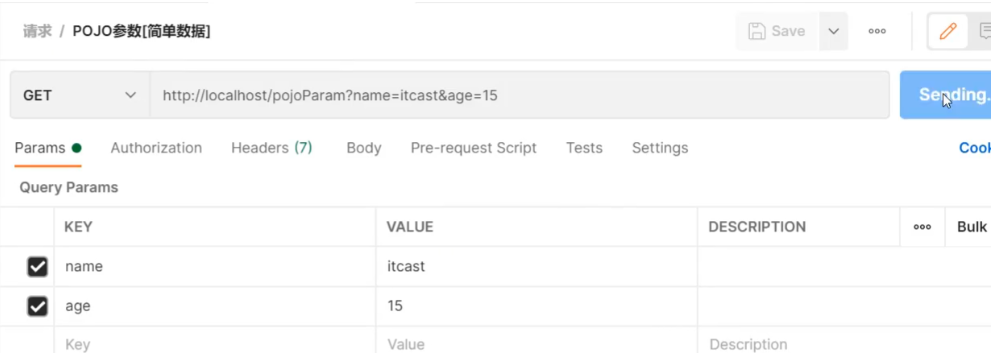 请求 / POJO参数[简单数据] Save
GET http://localhost/pojoParam?name=itcast&age=15 Sending.
Params Authorization Headers (7) Body Pre-request Script Tests Settings
Query Params
KEY VALUE DESCRIPTION Bulk
name itcast
age 15
Key Value Description